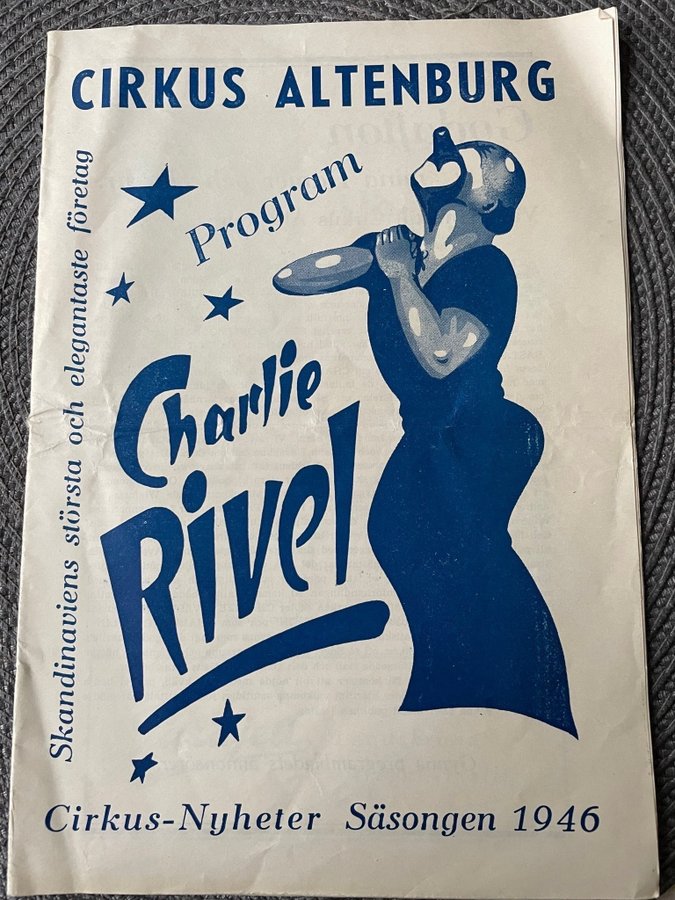 CIRKUS ALTENBURG
Program
Skandinaviens största och elegantaste företag
Charlie
Rivel
Cirkus-Nyheter Säsongen 1946